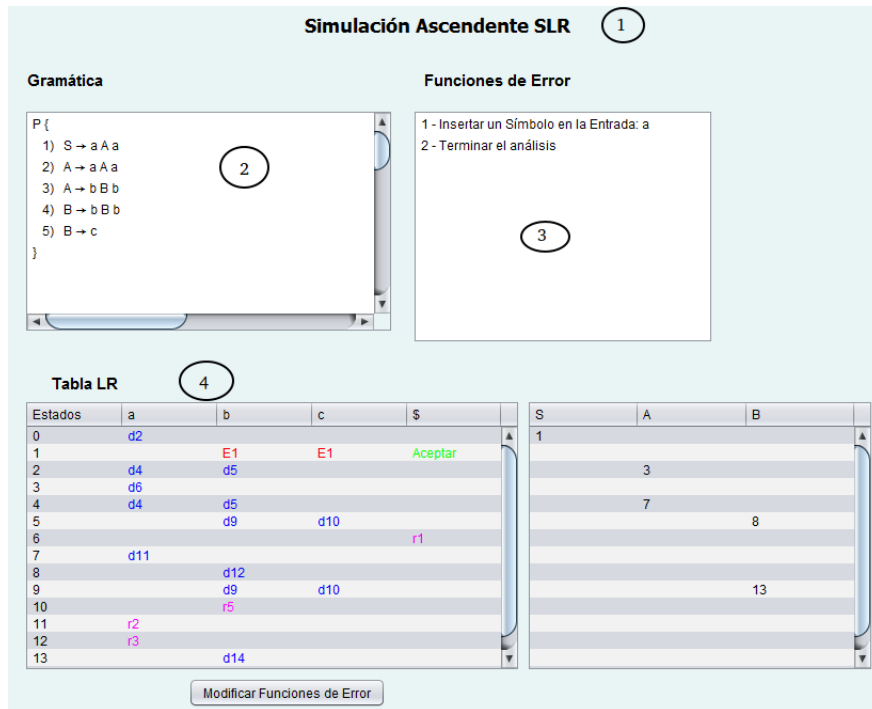 Simulación Ascendente SLR 1
Gramática
Funciones de Error
P {
1) S → a A a
2) A → a A a
3) A → b B b
4) B → b B b
5) B → c
}
2
1 - Insertar un Símbolo en la Entrada: a
2 - Terminar el análisis
3
Tabla LR 4
Estados a b c $ S A B
0 d2 1
1 E1 E1 Aceptar
2 d4 d5 3
3 d6
4 d4 d5 7
5 d9 d10 8
6 r1
7 d11
8 d12
9 d9 d10 13
10 r5
11 r2
12 r3
13 d14
Modificar Funciones de Error